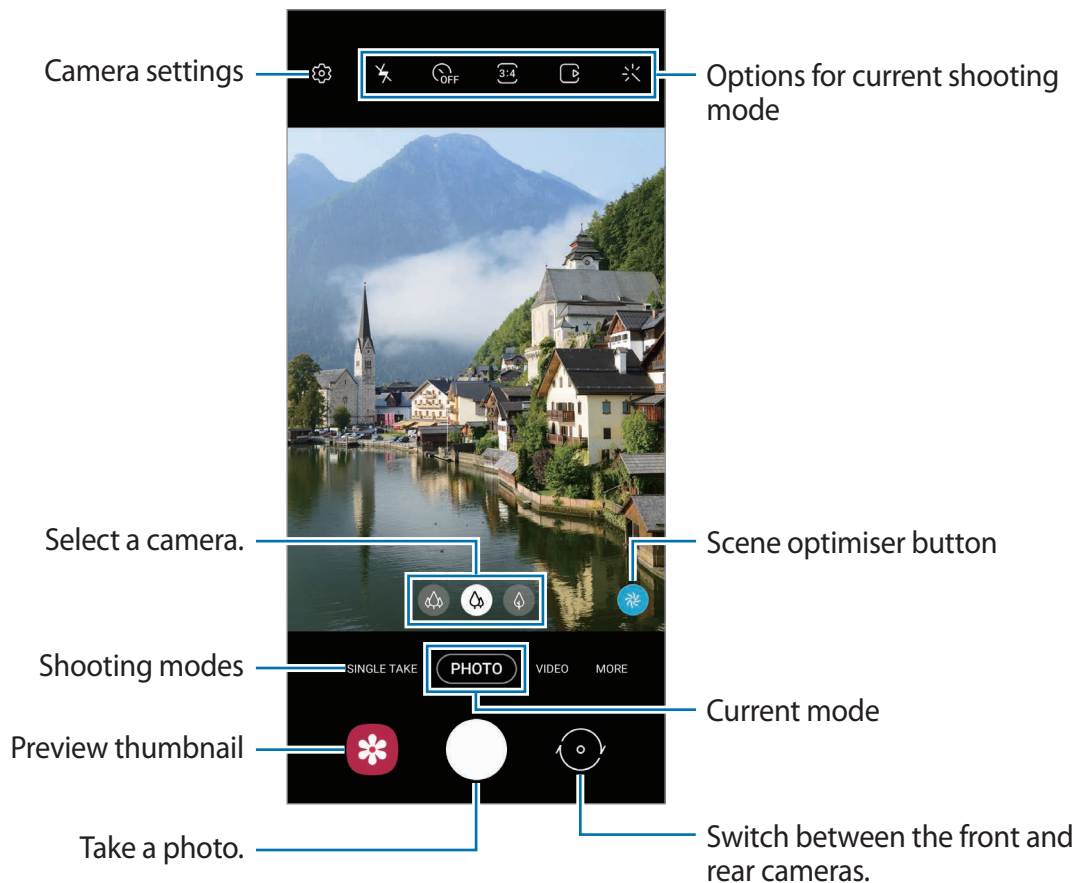 Camera settings
OFF
3:4
Options for current shooting
mode
Select a camera.
Scene optimiser button
Shooting modes
SINGLE TAKE
PHOTO
VIDEO
MORE
Current mode
Preview thumbnail
Take a photo.
Switch between the front and
rear cameras.